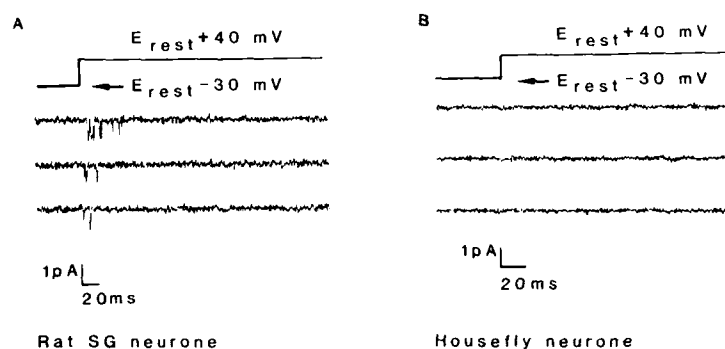 A
E rest + 40 mV
E rest − 30 mV
1pA
20ms
Rat SG neurone
B
E rest + 40 mV
E rest − 30 mV
1pA
20ms
Housefly neurone